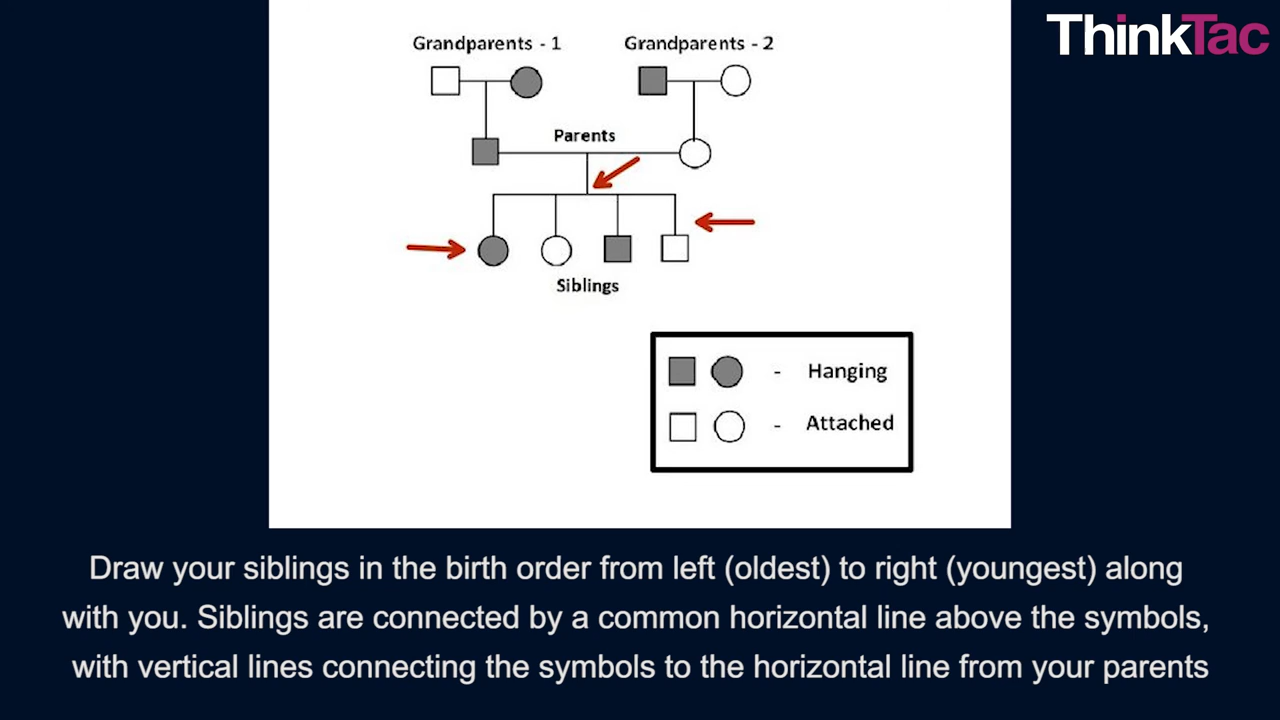 ThinkTac
Grandparents - 1 Grandparents - 2
Parents
Siblings
- Hanging
- Attached
Draw your siblings in the birth order from left (oldest) to right (youngest) along
with you. Siblings are connected by a common horizontal line above the symbols,
with vertical lines connecting the symbols to the horizontal line from your parents